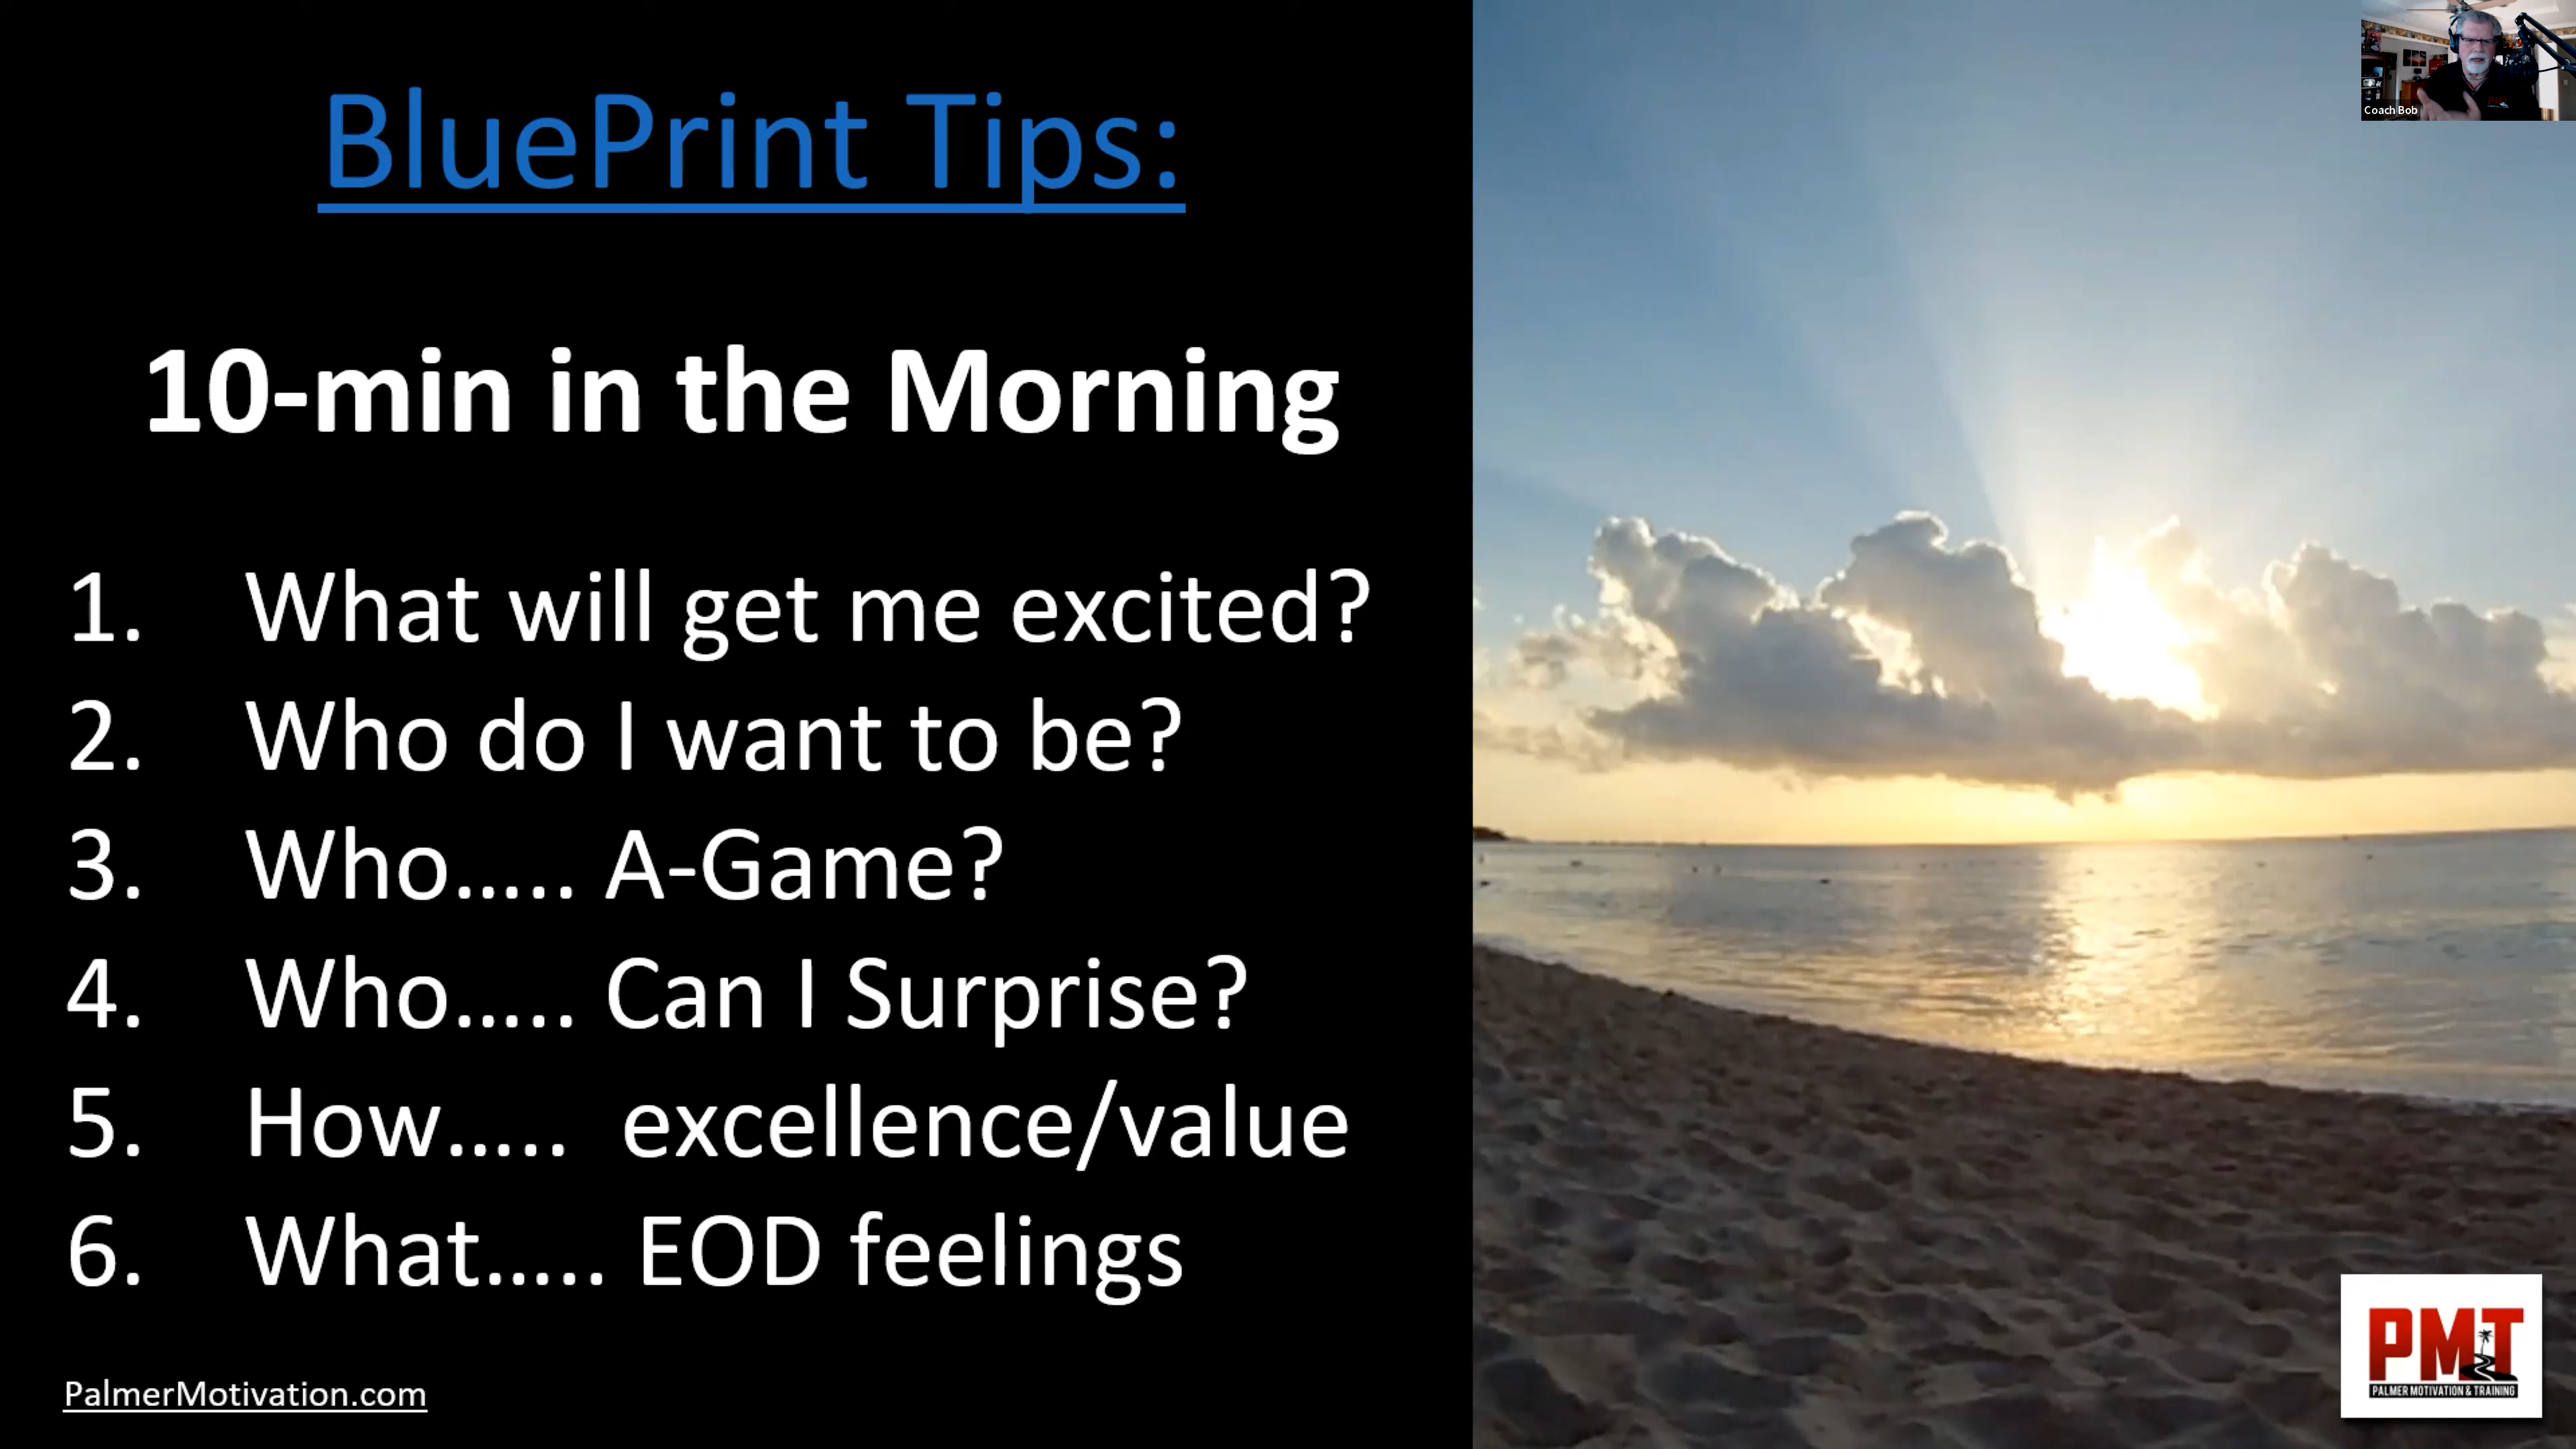 BluePrint Tips:
10-min in the Morning
1. What will get me excited?
2. Who do I want to be?
3. Who….. A-Game?
4. Who….. Can I Surprise?
5. How….. excellence/value
6. What….. EOD feelings
PalmerMotivation.com
Coach Bob
PMT
PALMER MOTIVATION & TRAINING